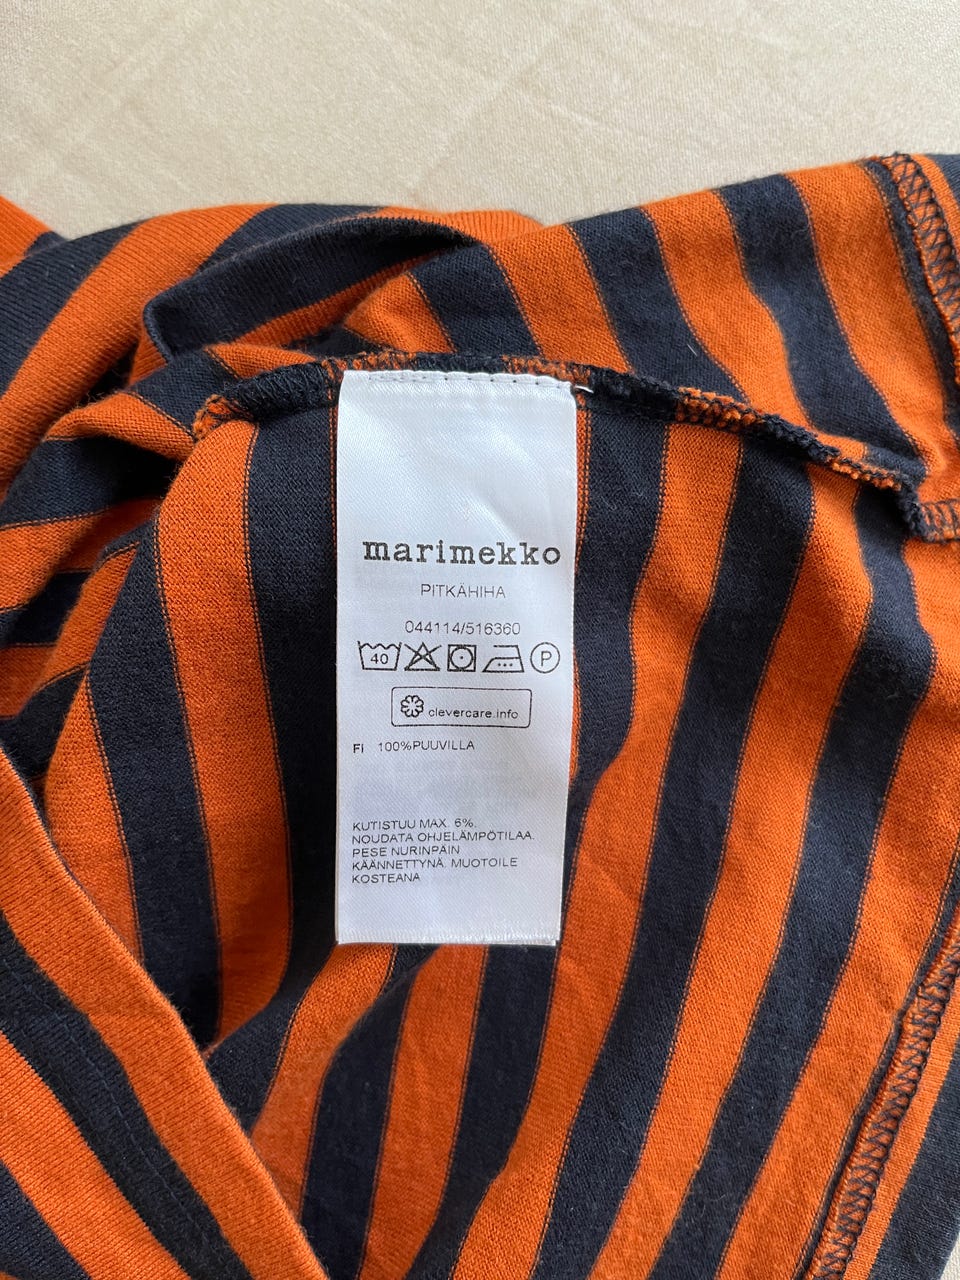 marimekko
PITKÄHIHA
044114/516360
40 P
clevercare.info
FI 100%PUUVILLA
KUTISTUU MAX. 6%.
NOUDATA OHJELÄMPÖTILAA.
PESE NURINPÄIN
KÄÄNNETTYNÄ. MUOTOILE
KOSTEANA